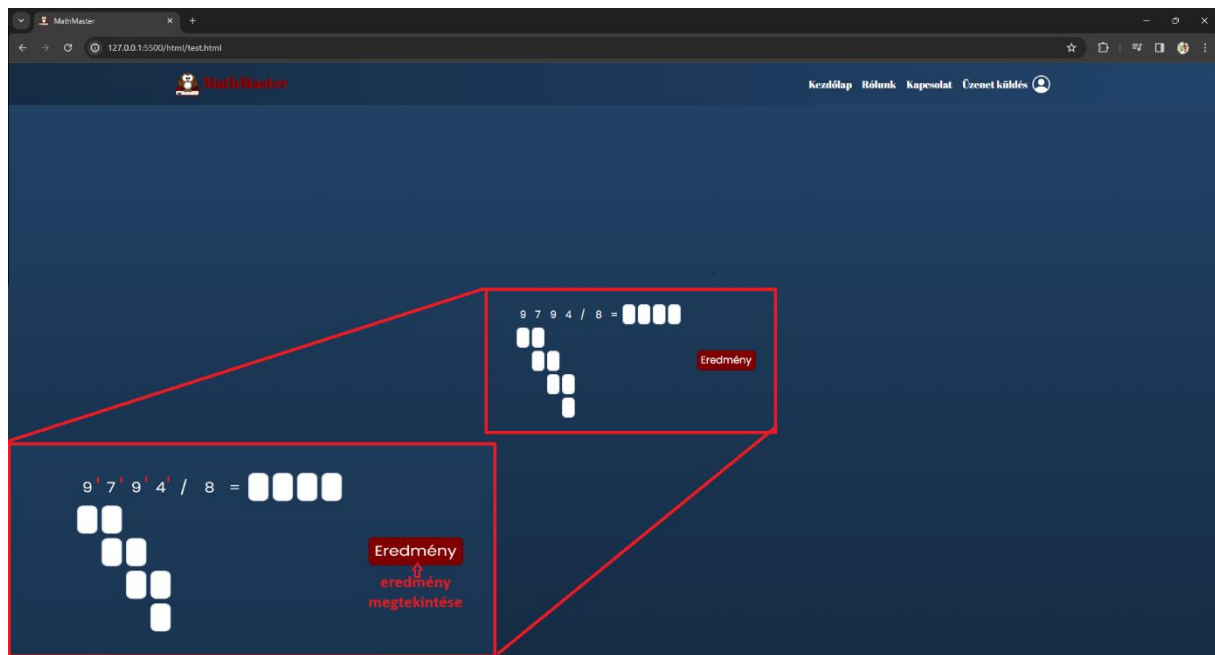 MathMaster
127.0.0.1:5500/html/test.html
MathMaster
Kezdőlap Rólunk Kapcsolat Üzenet küldés
9 7 9 4 / 8 =
Eredmény
9 ' 7 ' 9 ' 4 ' / 8 =
Eredmény
eredmény
megtekintése